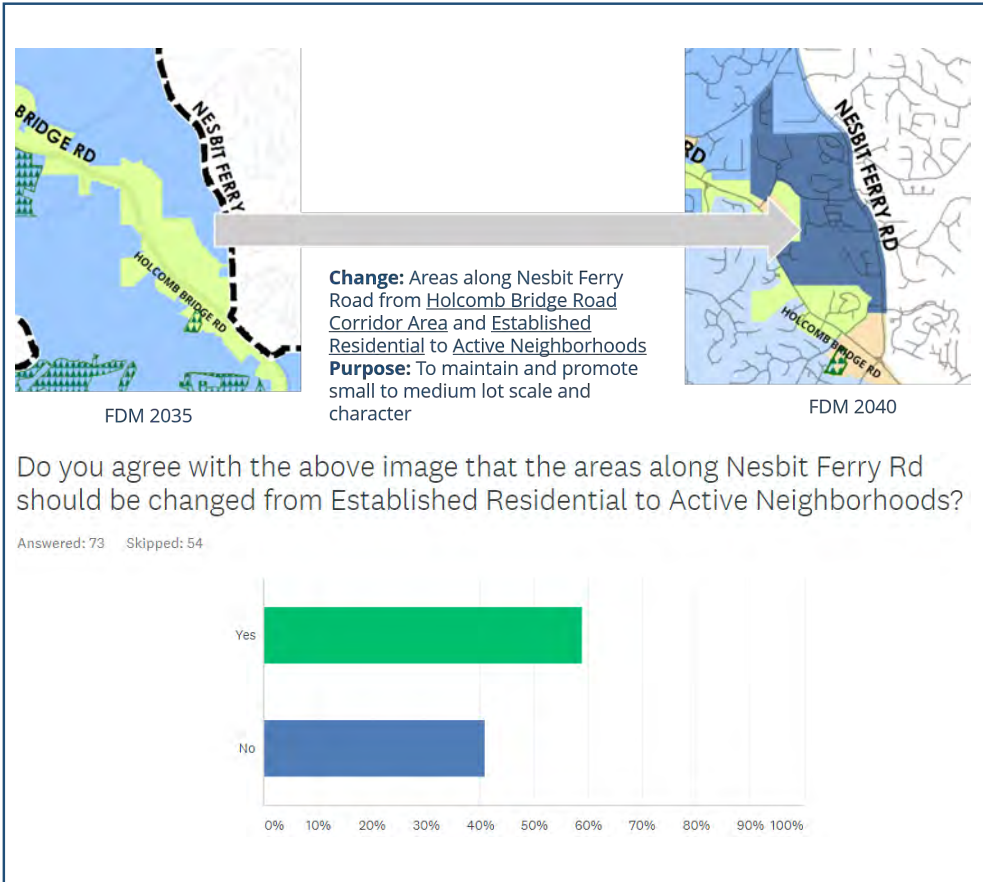 BRIDGE RD
NESBIT FERRY
HOLCOMB BRIDGE RD
RD
NESBIT FERRY RD
HOLCOMB BRIDGE RD
Change: Areas along Nesbit Ferry
Road from Holcomb Bridge Road
Corridor Area and Established
Residential to Active Neighborhoods
Purpose: To maintain and promote
small to medium lot scale and
character
FDM 2035
FDM 2040
Do you agree with the above image that the areas along Nesbit Ferry Rd
should be changed from Established Residential to Active Neighborhoods?
Answered: 73 Skipped: 54
Yes
No
0% 10% 20% 30% 40% 50% 60% 70% 80% 90% 100%